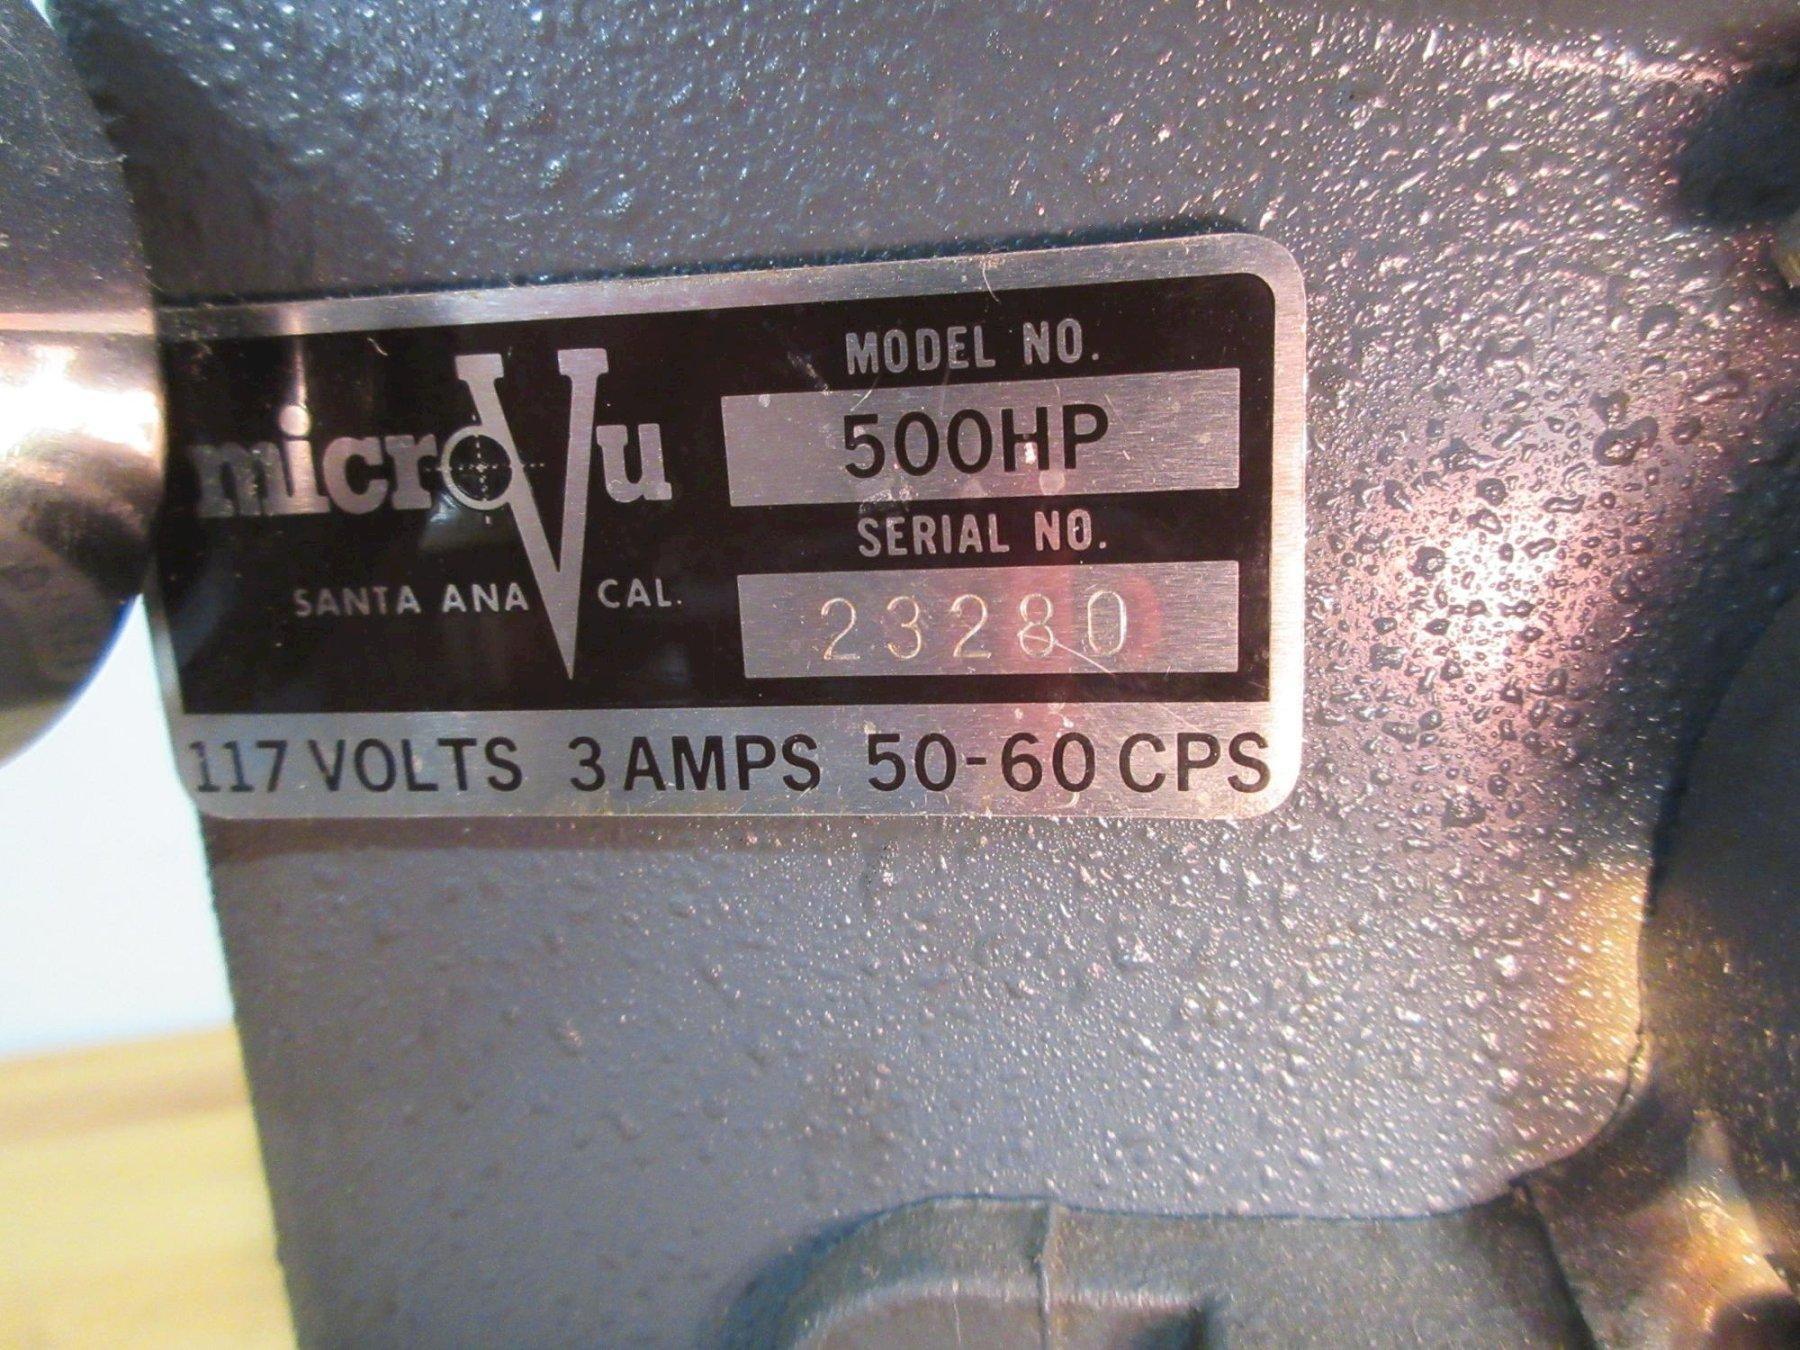 microVu
SANTA ANA CAL.
MODEL NO.
500HP
SERIAL NO.
23280
117 VOLTS 3 AMPS 50-60 CPS